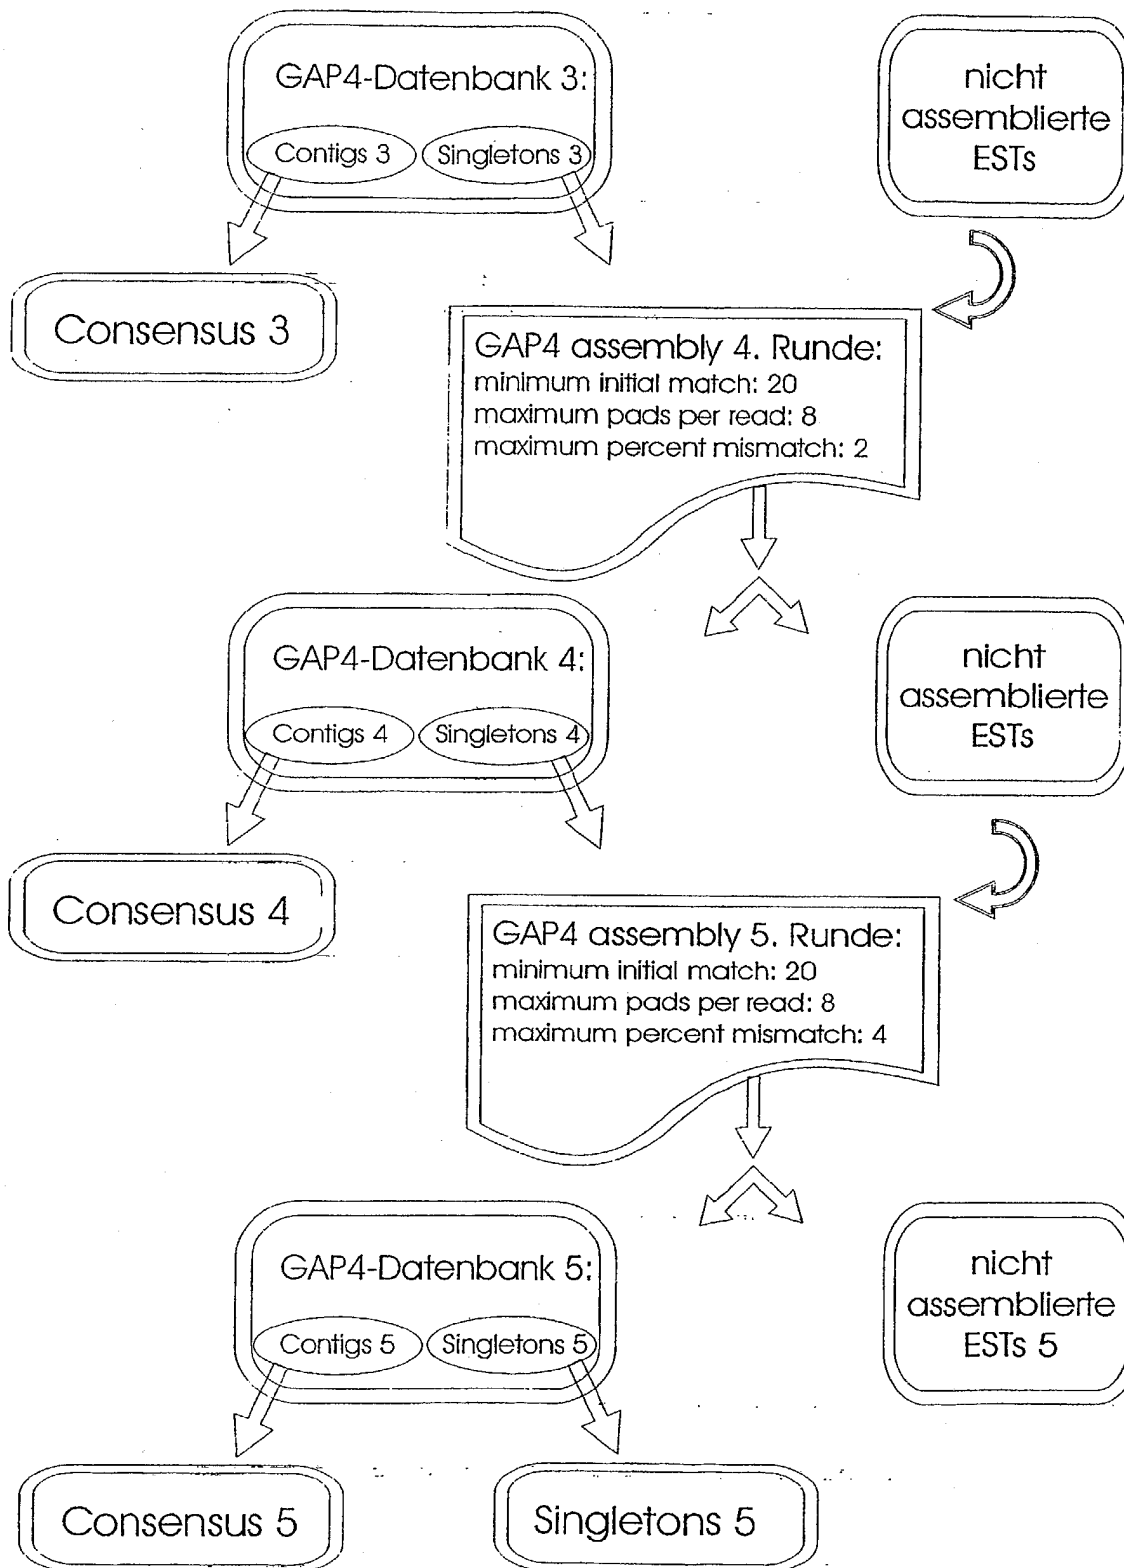 GAP4-Datenbank 3:
Contigs 3
Singletons 3
nicht
assemblierte
ESTs
Consensus 3
GAP4 assembly 4. Runde:
minimum initial match: 20
maximum pads per read: 8
maximum percent mismatch: 2
GAP4-Datenbank 4:
Contigs 4
Singletons 4
nicht
assemblierte
ESTs
Consensus 4
GAP4 assembly 5. Runde:
minimum initial match: 20
maximum pads per read: 8
maximum percent mismatch: 4
GAP4-Datenbank 5:
Contigs 5
Singletons 5
nicht
assemblierte
ESTs 5
Consensus 5
Singletons 5